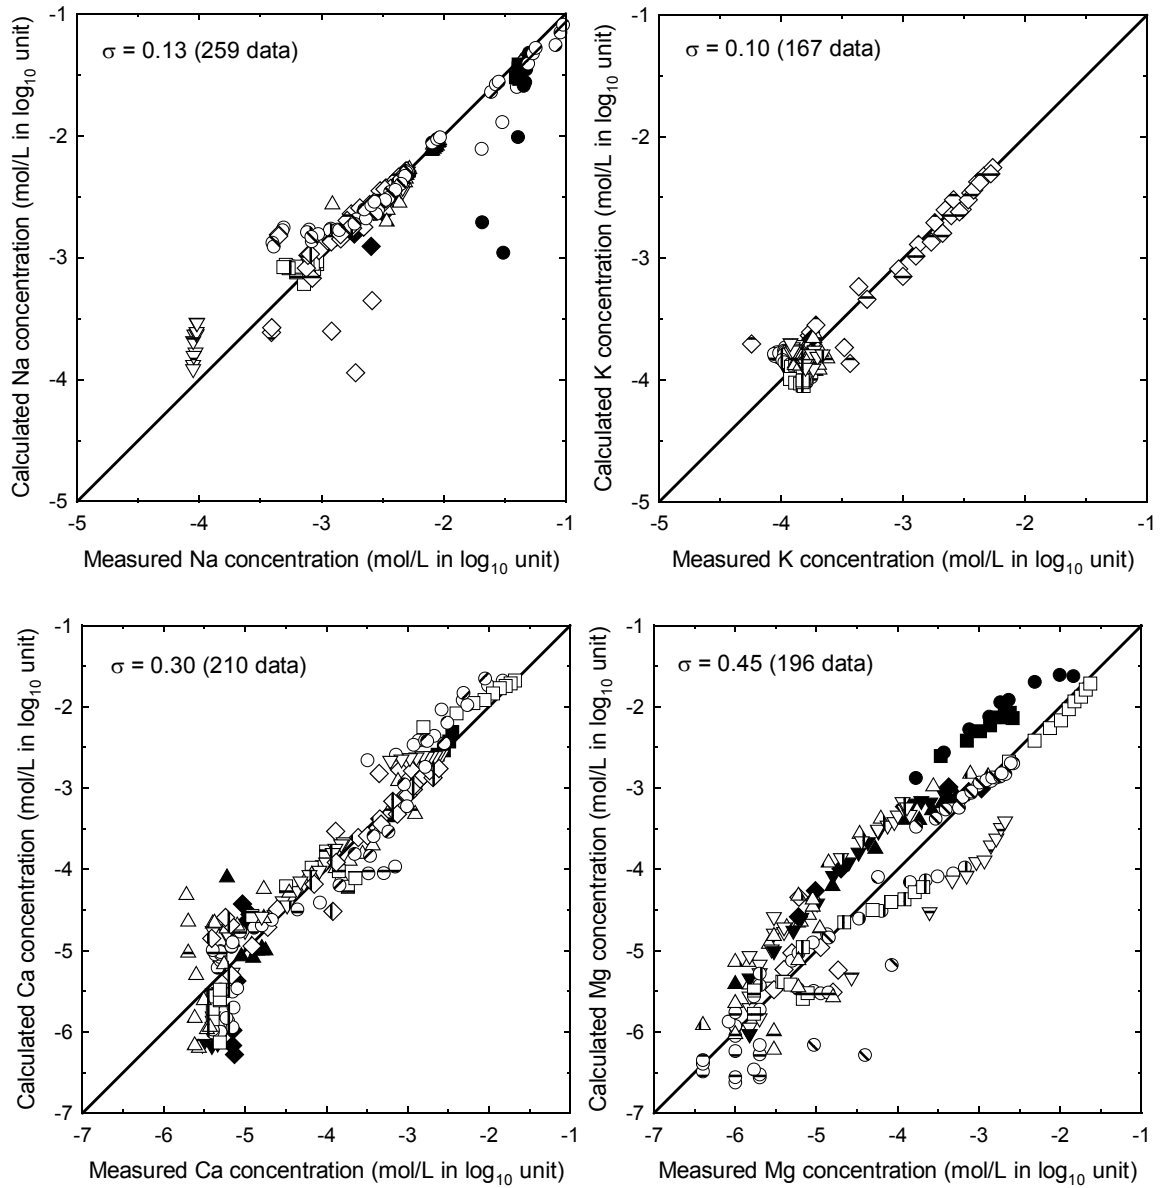 σ = 0.13 (259 data)
Calculated Na concentration (mol/L in log10 unit)
-1
-2
-3
-4
-5
-5 -4 -3 -2 -1
Measured Na concentration (mol/L in log10 unit)
σ = 0.10 (167 data)
Calculated K concentration (mol/L in log10 unit)
-1
-2
-3
-4
-5
-5 -4 -3 -2 -1
Measured K concentration (mol/L in log10 unit)
σ = 0.30 (210 data)
Calculated Ca concentration (mol/L in log10 unit)
-1
-2
-3
-4
-5
-6
-7
-7 -6 -5 -4 -3 -2 -1
Measured Ca concentration (mol/L in log10 unit)
σ = 0.45 (196 data)
Calculated Mg concentration (mol/L in log10 unit)
-1
-2
-3
-4
-5
-6
-7
-7 -6 -5 -4 -3 -2 -1
Measured Mg concentration (mol/L in log10 unit)